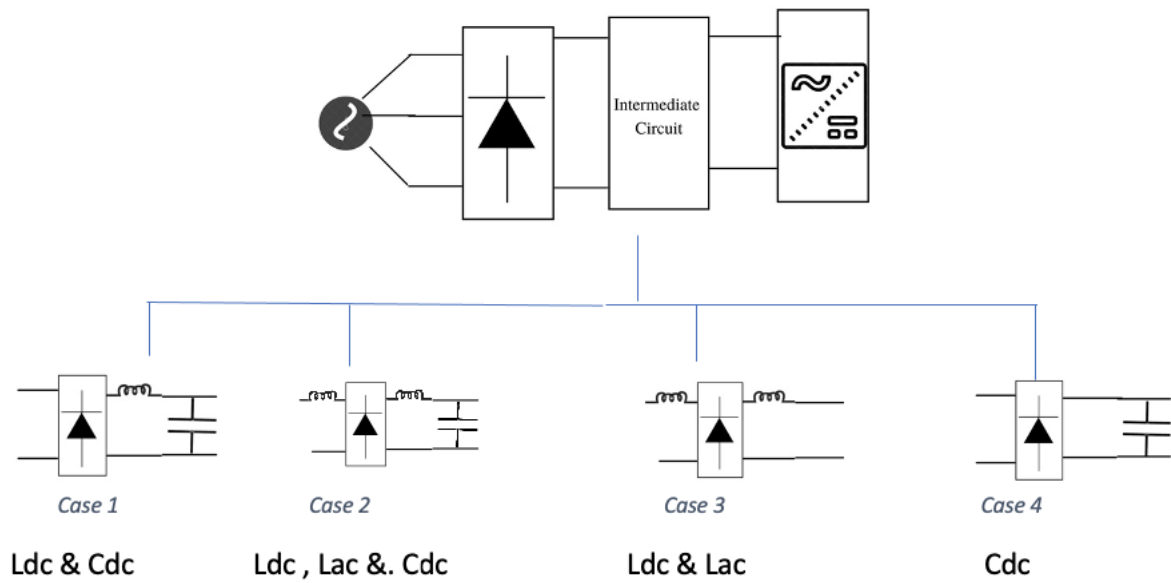 Intermediate
Circuit
Case 1
Case 2
Case 3
Case 4
Ldc & Cdc
Ldc , Lac &. Cdc
Ldc & Lac
Cdc